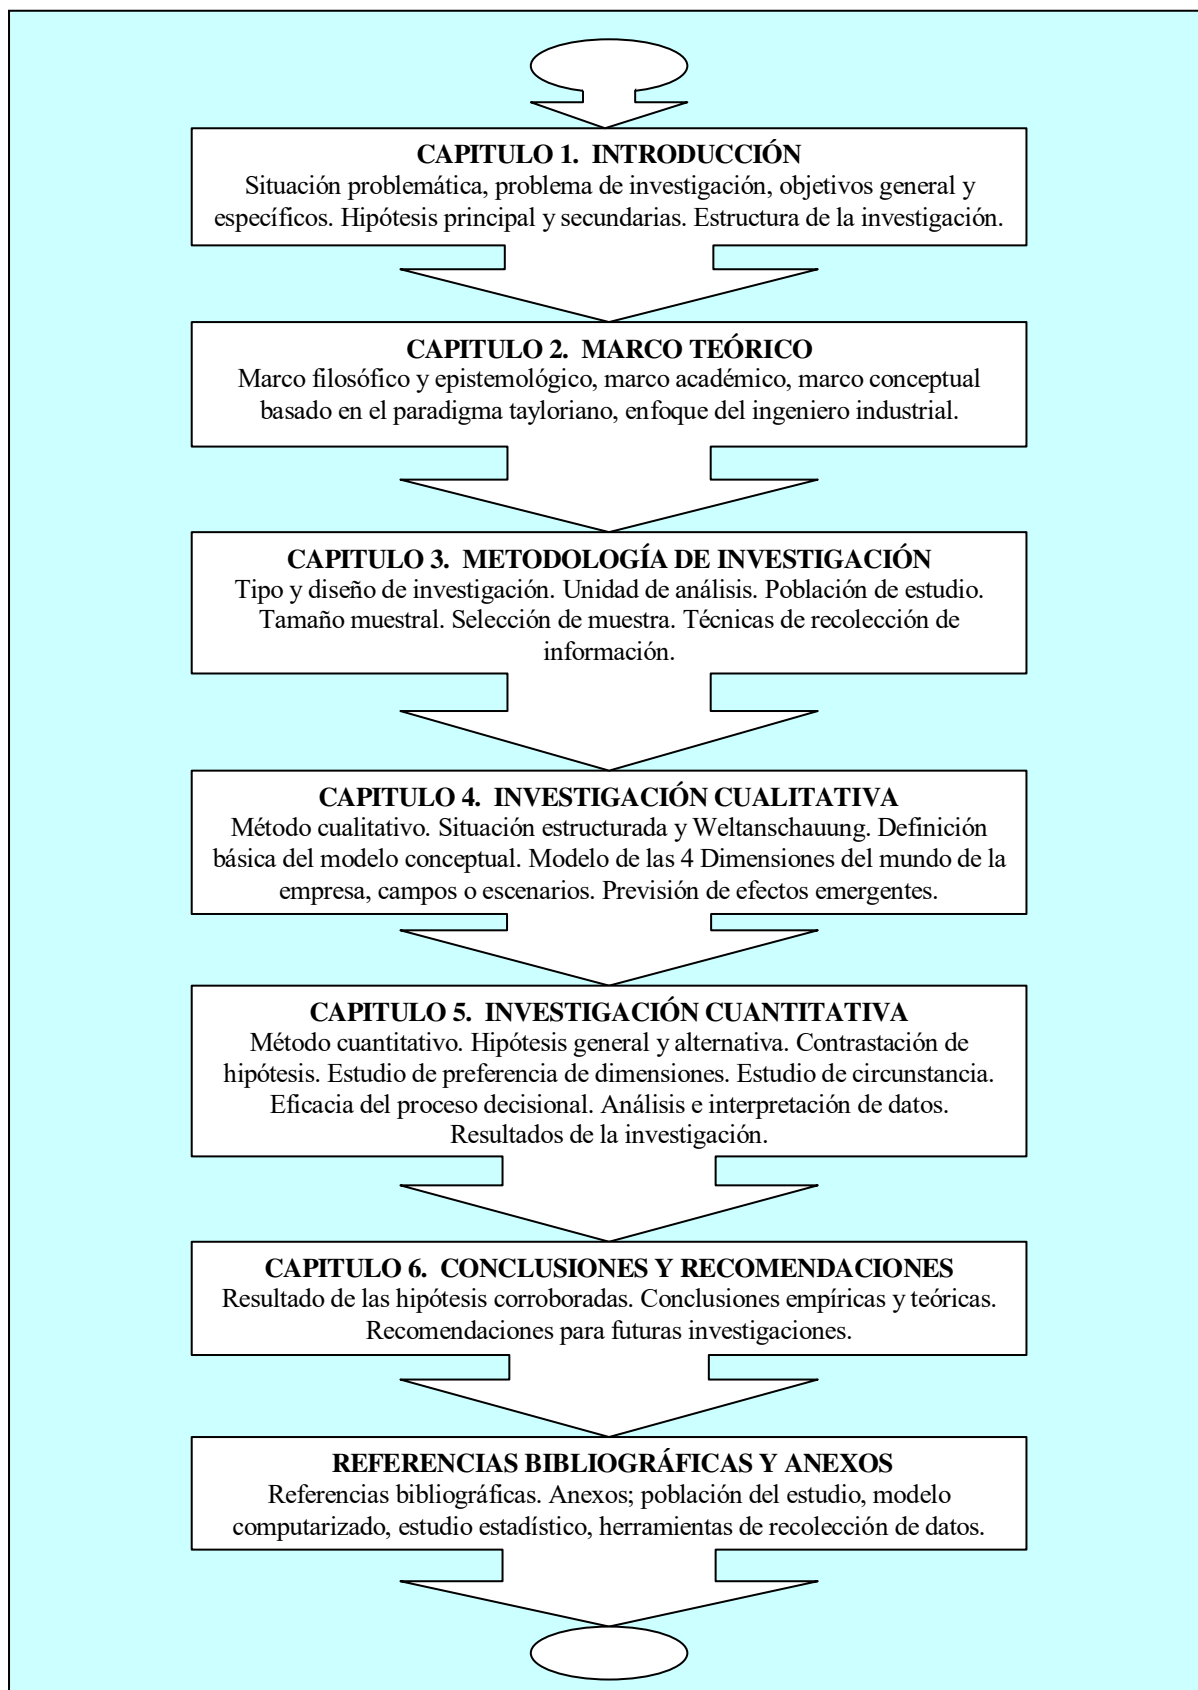 CAPITULO 1. INTRODUCCIÓN
Situación problemática, problema de investigación, objetivos general y
específicos. Hipótesis principal y secundarias. Estructura de la investigación.
CAPITULO 2. MARCO TEÓRICO
Marco filosófico y epistemológico, marco académico, marco conceptual
basado en el paradigma tayloriano, enfoque del ingeniero industrial.
CAPITULO 3. METODOLOGÍA DE INVESTIGACIÓN
Tipo y diseño de investigación. Unidad de análisis. Población de estudio.
Tamaño muestral. Selección de muestra. Técnicas de recolección de
información.
CAPITULO 4. INVESTIGACIÓN CUALITATIVA
Método cualitativo. Situación estructurada y Weltanschauung. Definición
básica del modelo conceptual. Modelo de las 4 Dimensiones del mundo de la
empresa, campos o escenarios. Previsión de efectos emergentes.
CAPITULO 5. INVESTIGACIÓN CUANTITATIVA
Método cuantitativo. Hipótesis general y alternativa. Contrastación de
hipótesis. Estudio de preferencia de dimensiones. Estudio de circunstancia.
Eficacia del proceso decisional. Análisis e interpretación de datos.
Resultados de la investigación.
CAPITULO 6. CONCLUSIONES Y RECOMENDACIONES
Resultado de las hipótesis corroboradas. Conclusiones empíricas y teóricas.
Recomendaciones para futuras investigaciones.
REFERENCIAS BIBLIOGRÁFICAS Y ANEXOS
Referencias bibliográficas. Anexos; población del estudio, modelo
computarizado, estudio estadístico, herramientas de recolección de datos.